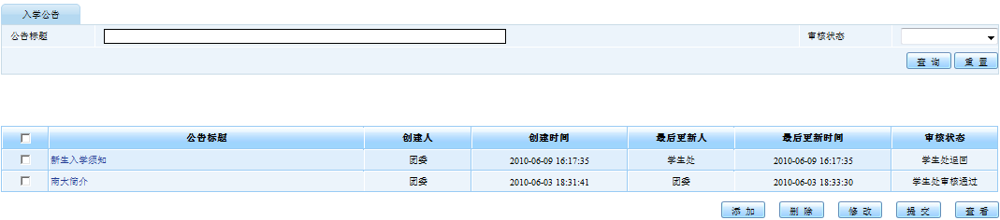 入学公告
公告标题 审核状态
查 询 重 置
公告标题 创建人 创建时间 最后更新人 最后更新时间 审核状态
新生入学须知 团委 2010-06-09 16:17:35 学生处 2010-06-09 16:17:35 学生处退回
南大简介 团委 2010-06-03 18:31:41 团委 2010-06-03 18:33:30 学生处审核通过
添 加 删 除 修 改 提 交 查 看